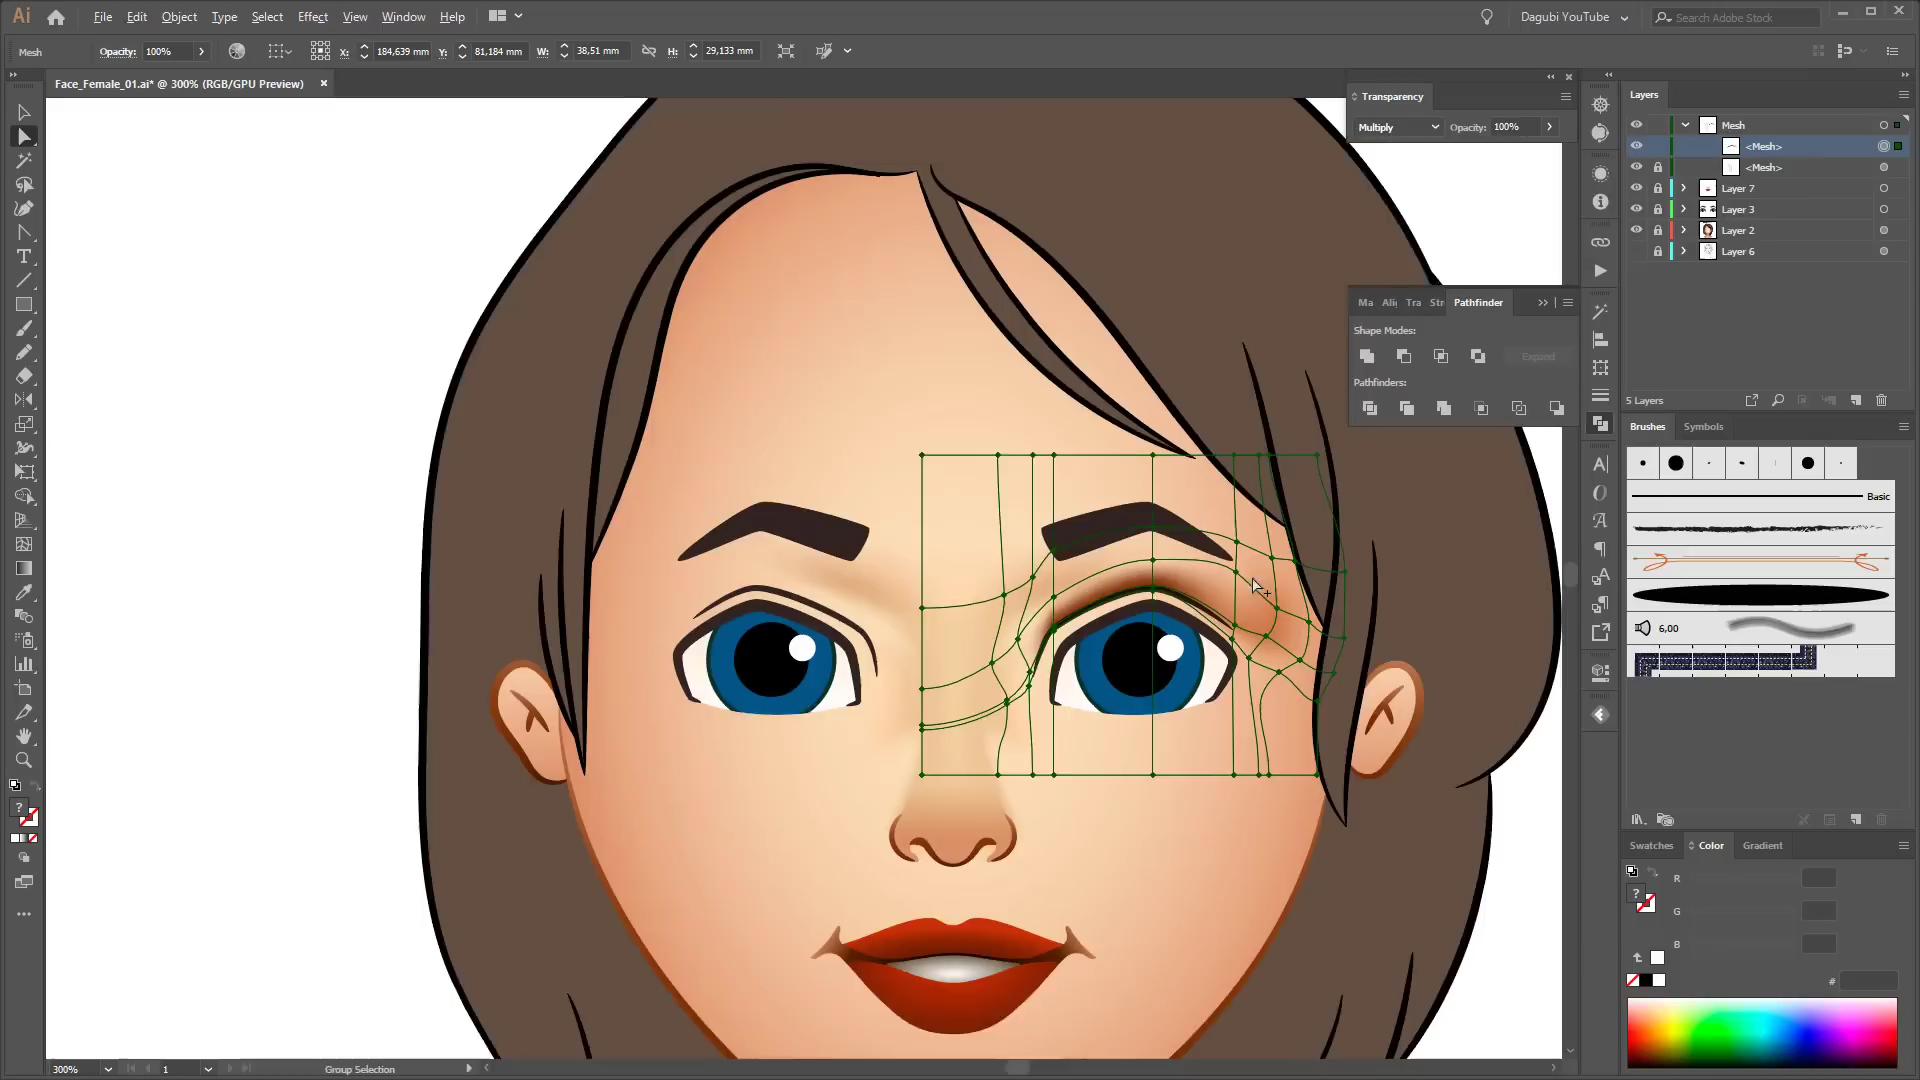 Ai File Edit Object Type Select Effect View Window Help Dagubi YouTube Search Adobe Stock
Mesh Opacity: 100% X: 184,639 mm Y: 81,184 mm W: 38,51 mm H: 29,133 mm
Face_Female_01.ai* @ 300% (RGB/GPU Preview)
Transparency
Multiply Opacity: 100%
Layers
Mesh
<Mesh>
<Mesh>
Layer 7
Layer 3
Layer 2
Layer 6
Ma Ali Tra Str Pathfinder
Shape Modes:
Expand
Pathfinders:
5 Layers
Brushes Symbols
Basic
6,00
Swatches Color Gradient
R
G
B
#
300% 1 Group Selection